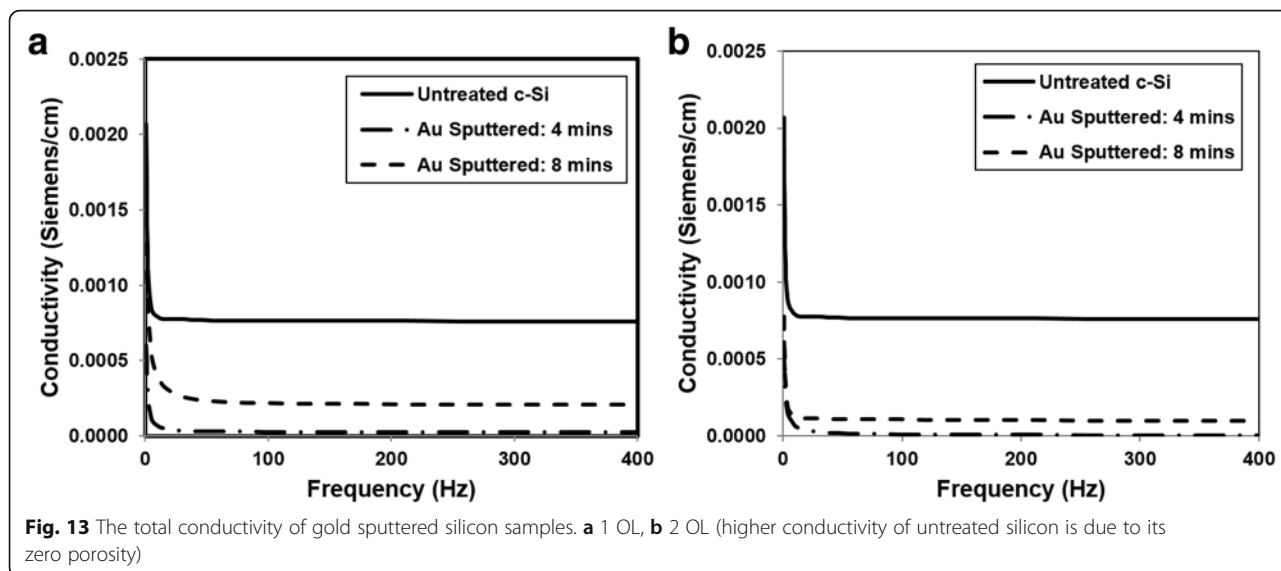 a
0.0025
0.0020
0.0015
0.0010
0.0005
0.0000
Conductivity (Siemens/cm)
Untreated c-Si
Au Sputtered: 4 mins
Au Sputtered: 8 mins
0 100 200 300 400
Frequency (Hz)
b
0.0025
0.0020
0.0015
0.0010
0.0005
0.0000
Conductivity (Siemens/cm)
Untreated c-Si
Au Sputtered: 4 mins
Au Sputtered: 8 mins
0 100 200 300 400
Frequency (Hz)
Fig. 13 The total conductivity of gold sputtered silicon samples. a 1 OL, b 2 OL (higher conductivity of untreated silicon is due to its
zero porosity)